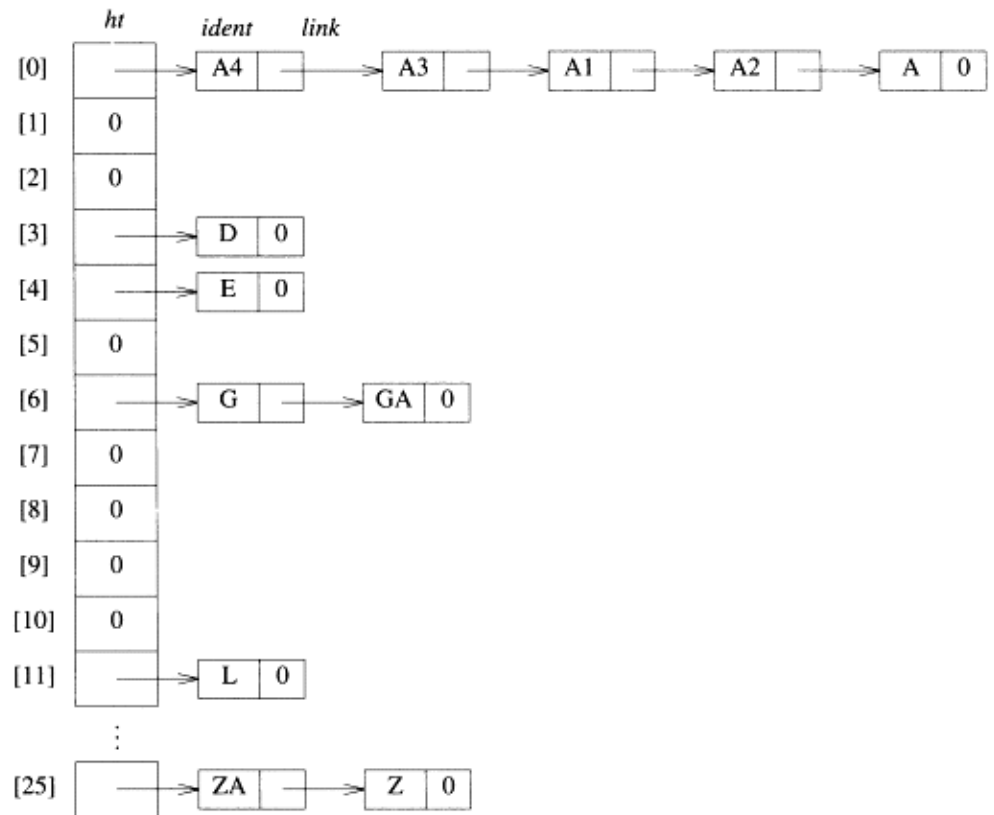 ht
ident link
[0] A4 A3 A1 A2 A 0
[1] 0
[2] 0
[3] D 0
[4] E 0
[5] 0
[6] G GA 0
[7] 0
[8] 0
[9] 0
[10] 0
[11] L 0
⋮
[25] ZA Z 0